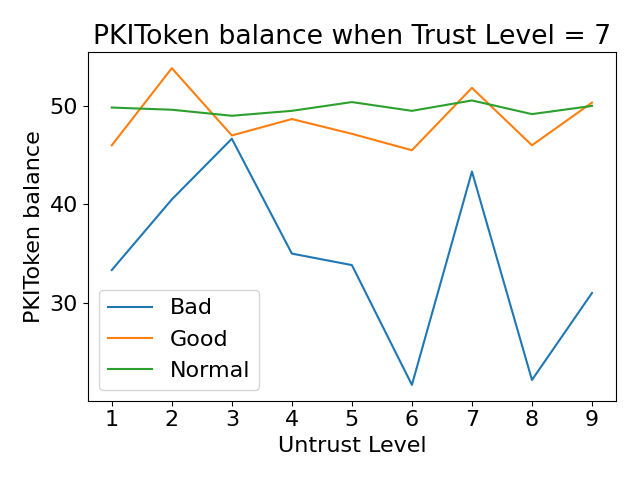 PKIToken balance when Trust Level = 7
PKIToken balance
50
40
30
Bad
Good
Normal
1 2 3 4 5 6 7 8 9
Untrust Level